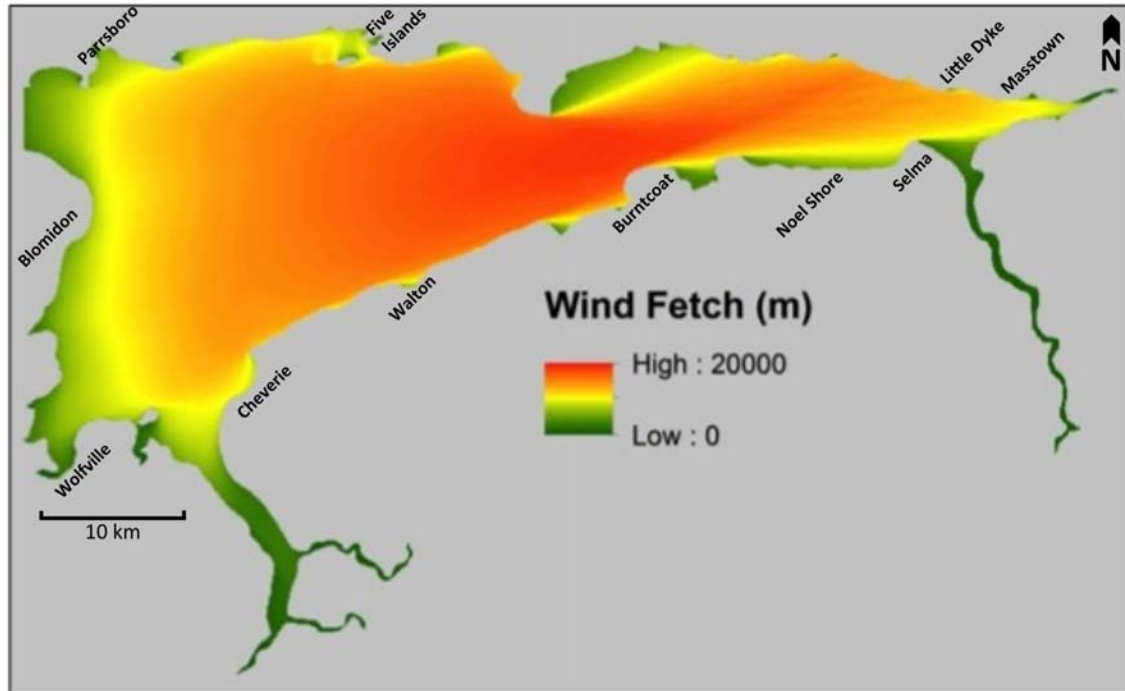 Parrsboro
Five
Islands
Little Dyke
Masstown
N
Blomidon
Burntcoat
Noel Shore
Selma
Walton
Wind Fetch (m)
High : 20000
Low : 0
Cheverie
Wolfville
10 km